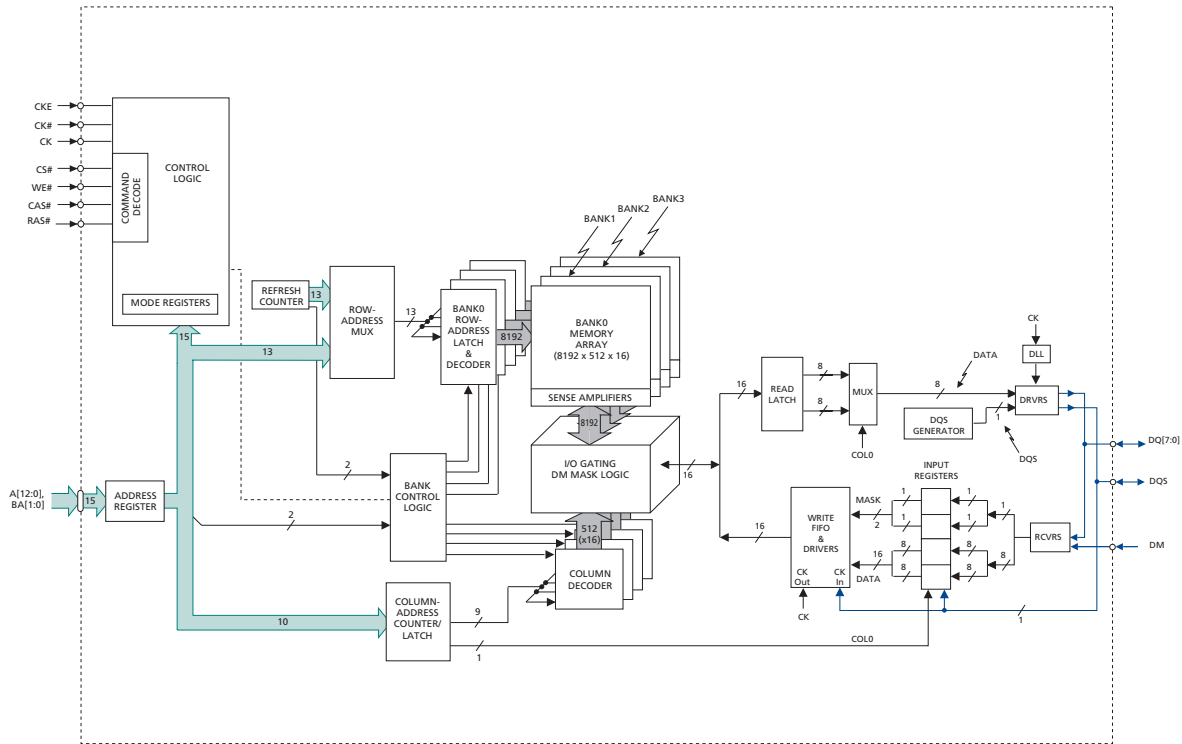 CKE
CK#
CK
CS#
WE#
CAS#
RAS#
COMMAND
DECODE
CONTROL
LOGIC
MODE REGISTERS
15
REFRESH
COUNTER
13
13
ROW-
ADDRESS
MUX
13
BANK0
ROW-
ADDRESS
LATCH
&
DECODER
8192
BANK1
BANK2
BANK3
BANK0
MEMORY
ARRAY
(8192 x 512 x 16)
SENSE AMPLIFIERS
8192
I/O GATING
DM MASK LOGIC
16
16
READ
LATCH
8
8
MUX
COL0
8
DATA
CK
DLL
DRVRS
DQS
GENERATOR
1
DQS
DQ[7:0]
DQS
DM
A[12:0],
BA[1:0]
15
ADDRESS
REGISTER
2
2
BANK
CONTROL
LOGIC
512
(x16)
COLUMN
DECODER
10
COLUMN-
ADDRESS
COUNTER/
LATCH
9
1
COL0
16
WRITE
FIFO
&
DRIVERS
CK
Out
CK
In
CK
MASK
2
16
DATA
INPUT
REGISTERS
1
1
8
8
1
1
8
8
1
8
RCVRS
1